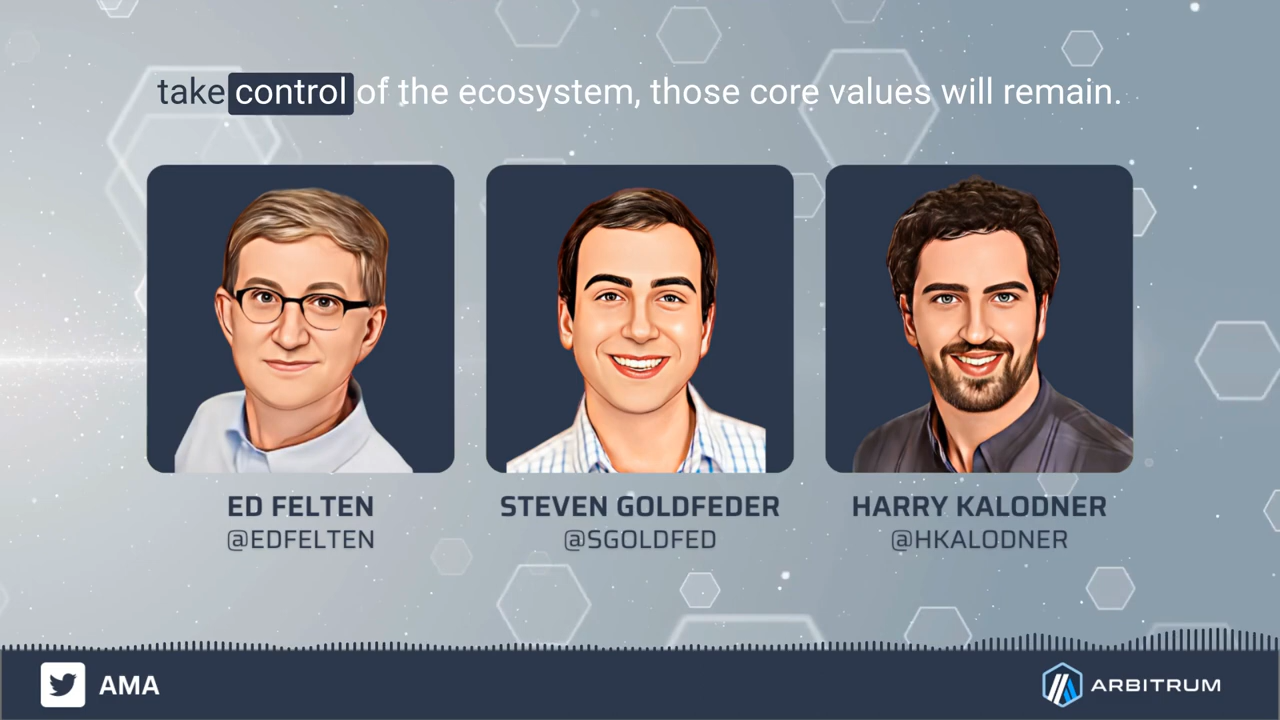 take control of the ecosystem, those core values will remain.
ED FELTEN
@EDFELTEN
STEVEN GOLDFEDER
@SGOLDFED
HARRY KALODNER
@HKALODNER
AMA
ARBITRUM